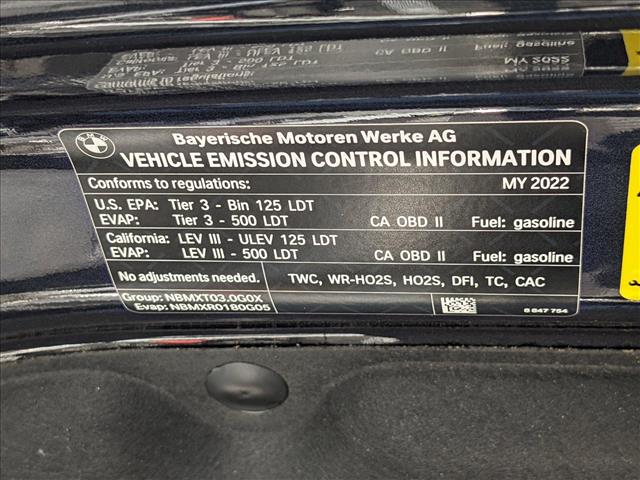 BMW
Bayerische Motoren Werke AG
VEHICLE EMISSION CONTROL INFORMATION
Conforms to regulations: MY 2022
U.S. EPA: Tier 3 - Bin 125 LDT
EVAP: Tier 3 - 500 LDT CA OBD II Fuel: gasoline
California: LEV III - ULEV 125 LDT
EVAP: LEV III - 500 LDT CA OBD II Fuel: gasoline
No adjustments needed. TWC, WR-HO2S, HO2S, DFI, TC, CAC
Group: NBMXT03.0G0X
Evap: NBMXR0180G05 8 847 754